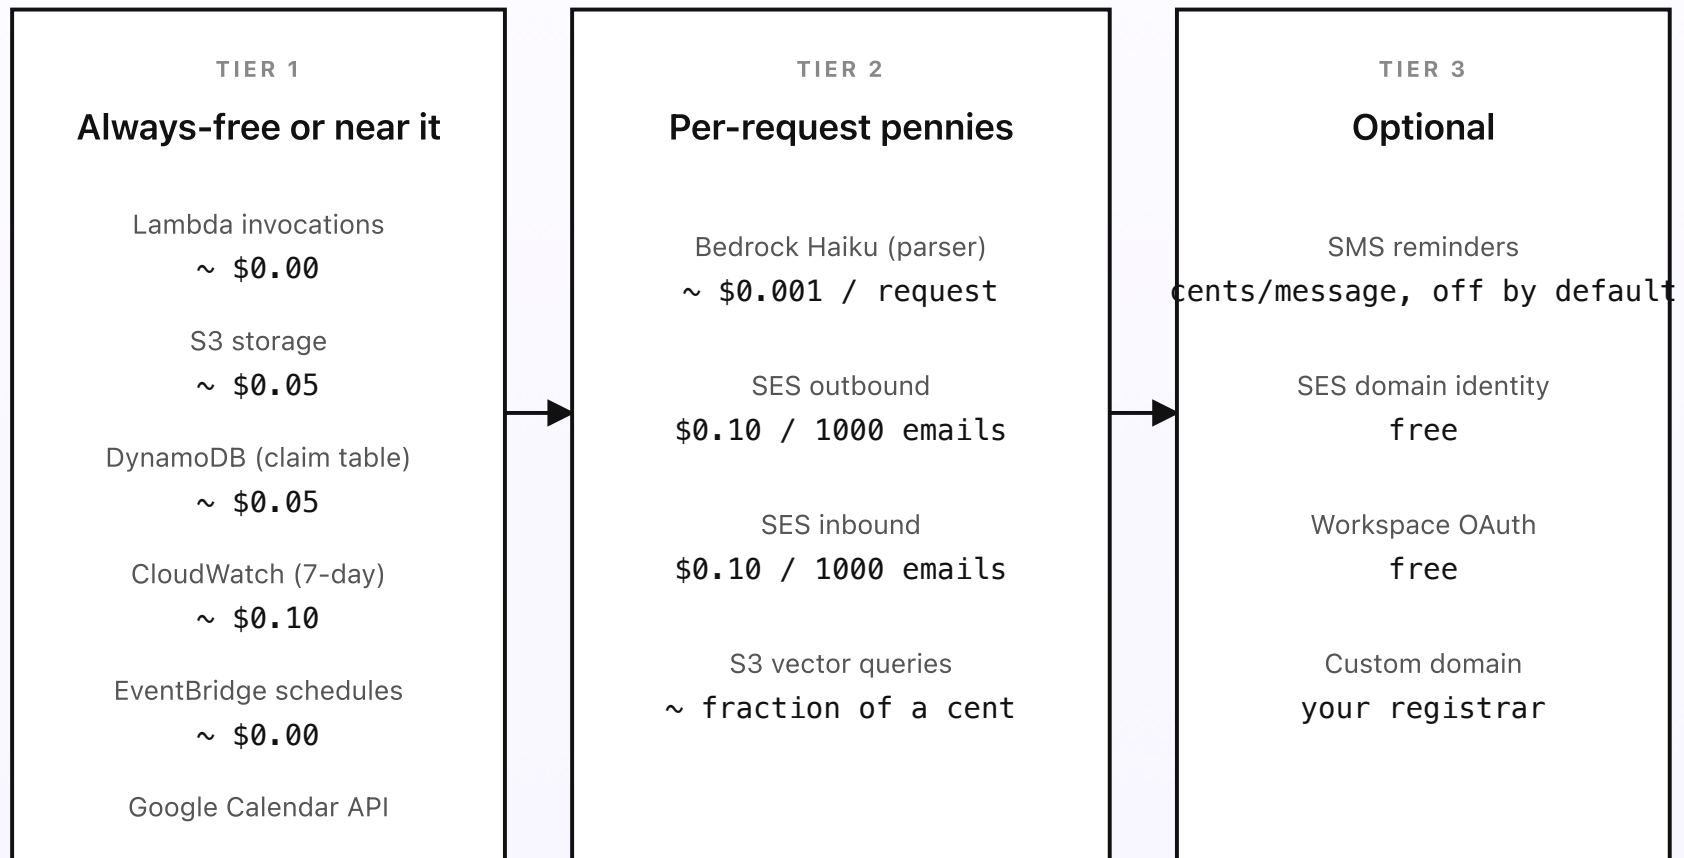 TIER 1
Always-free or near it
Lambda invocations
~ $0.00
S3 storage
~ $0.05
DynamoDB (claim table)
~ $0.05
CloudWatch (7-day)
~ $0.10
EventBridge schedules
~ $0.00
Google Calendar API
TIER 2
Per-request pennies
Bedrock Haiku (parser)
~ $0.001 / request
SES outbound
$0.10 / 1000 emails
SES inbound
$0.10 / 1000 emails
S3 vector queries
~ fraction of a cent
TIER 3
Optional
SMS reminders
cents/message, off by default
SES domain identity
free
Workspace OAuth
free
Custom domain
your registrar